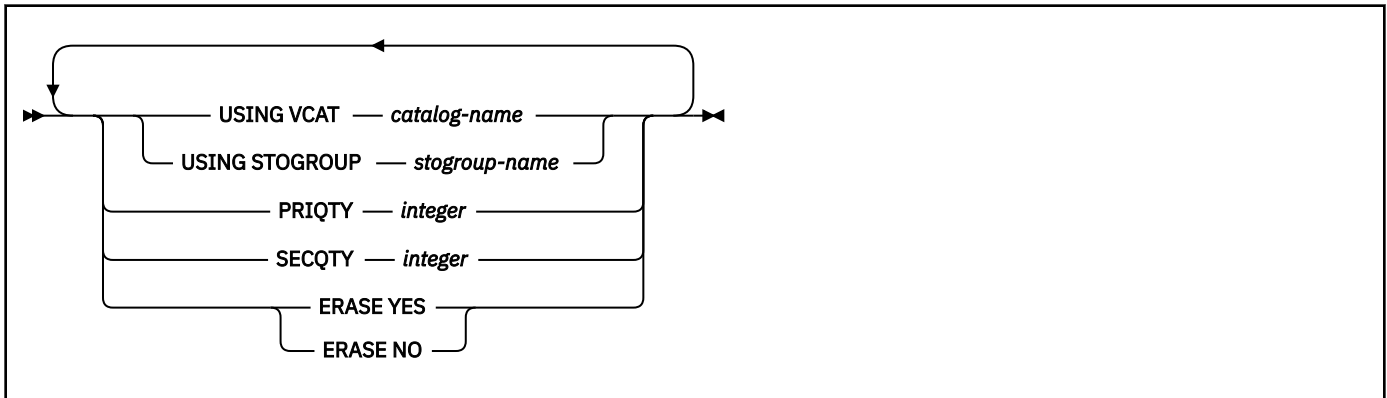 USING VCAT catalog-name
USING STOGROUP stogroup-name
PRIQTY integer
SECQTY integer
ERASE YES
ERASE NO